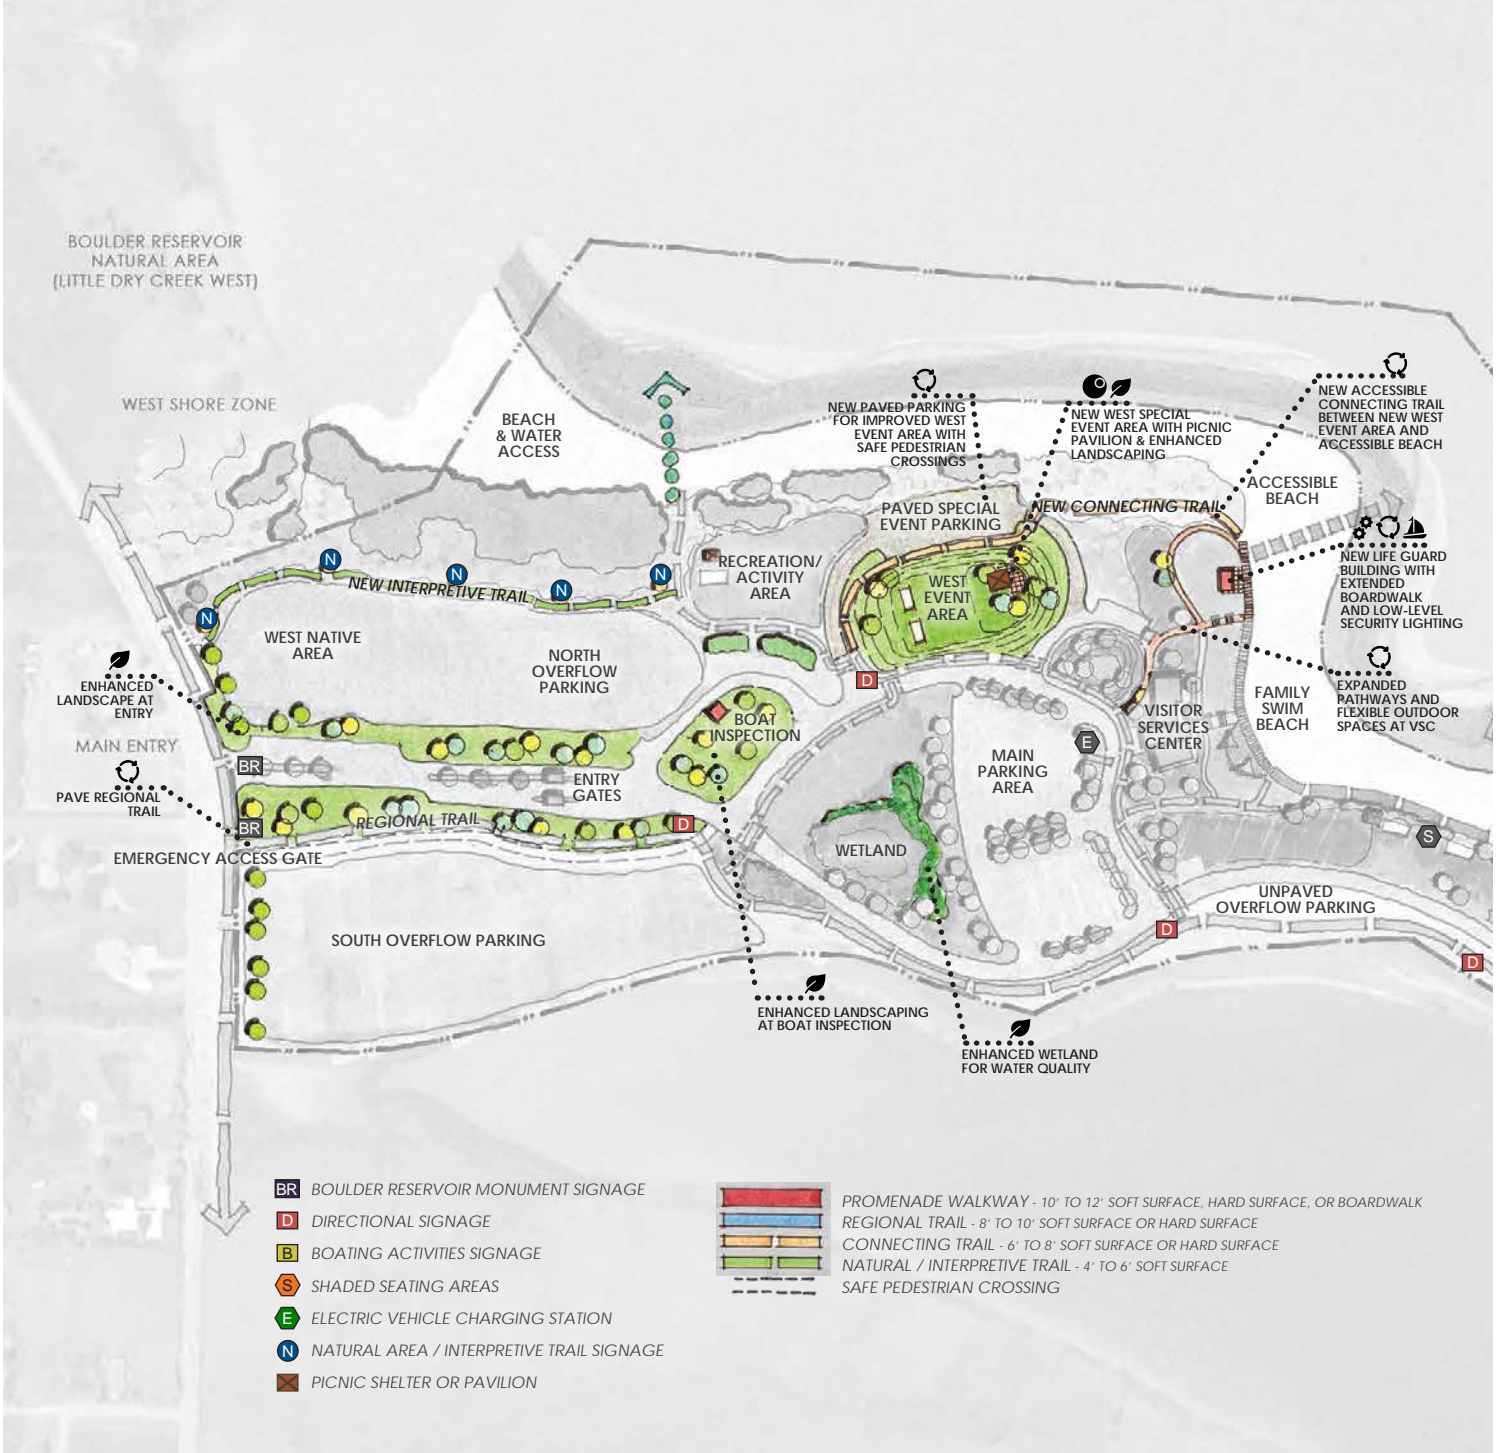 BOULDER RESERVOIR
NATURAL AREA
(LITTLE DRY CREEK WEST)
WEST SHORE ZONE
BEACH
& WATER
ACCESS
NEW PAVED PARKING
FOR IMPROVED WEST
EVENT AREA WITH
SAFE PEDESTRIAN
CROSSINGS
NEW WEST SPECIAL
EVENT AREA WITH PICNIC
PAVILION & ENHANCED
LANDSCAPING
NEW ACCESSIBLE
CONNECTING TRAIL
BETWEEN NEW WEST
EVENT AREA AND
ACCESSIBLE BEACH
ACCESSIBLE
BEACH
PAVED SPECIAL
EVENT PARKING
NEW CONNECTING TRAIL
NEW LIFE GUARD
BUILDING WITH
EXTENDED
BOARDWALK
AND LOW-LEVEL
SECURITY LIGHTING
RECREATION/
ACTIVITY
AREA
WEST
EVENT
AREA
N
N
N
N
N
NEW INTERPRETIVE TRAIL
WEST NATIVE
AREA
NORTH
OVERFLOW
PARKING
D
ENHANCED
LANDSCAPE AT
ENTRY
EXPANDED
PATHWAYS AND
FLEXIBLE OUTDOOR
SPACES AT VSC
FAMILY
SWIM
BEACH
VISITOR
SERVICES
CENTER
BOAT
INSPECTION
E
MAIN
PARKING
AREA
MAIN ENTRY
BR
ENTRY
GATES
PAVE REGIONAL
TRAIL
BR
REGIONAL TRAIL
D
S
EMERGENCY ACCESS GATE
WETLAND
UNPAVED
OVERFLOW PARKING
D
SOUTH OVERFLOW PARKING
D
ENHANCED LANDSCAPING
AT BOAT INSPECTION
ENHANCED WETLAND
FOR WATER QUALITY
BR BOULDER RESERVOIR MONUMENT SIGNAGE
D DIRECTIONAL SIGNAGE
B BOATING ACTIVITIES SIGNAGE
S SHADED SEATING AREAS
E ELECTRIC VEHICLE CHARGING STATION
N NATURAL AREA / INTERPRETIVE TRAIL SIGNAGE
PICNIC SHELTER OR PAVILION
PROMENADE WALKWAY - 10' TO 12' SOFT SURFACE, HARD SURFACE, OR BOARDWALK
REGIONAL TRAIL - 8' TO 10' SOFT SURFACE OR HARD SURFACE
CONNECTING TRAIL - 6' TO 8' SOFT SURFACE OR HARD SURFACE
NATURAL / INTERPRETIVE TRAIL - 4' TO 6' SOFT SURFACE
SAFE PEDESTRIAN CROSSING